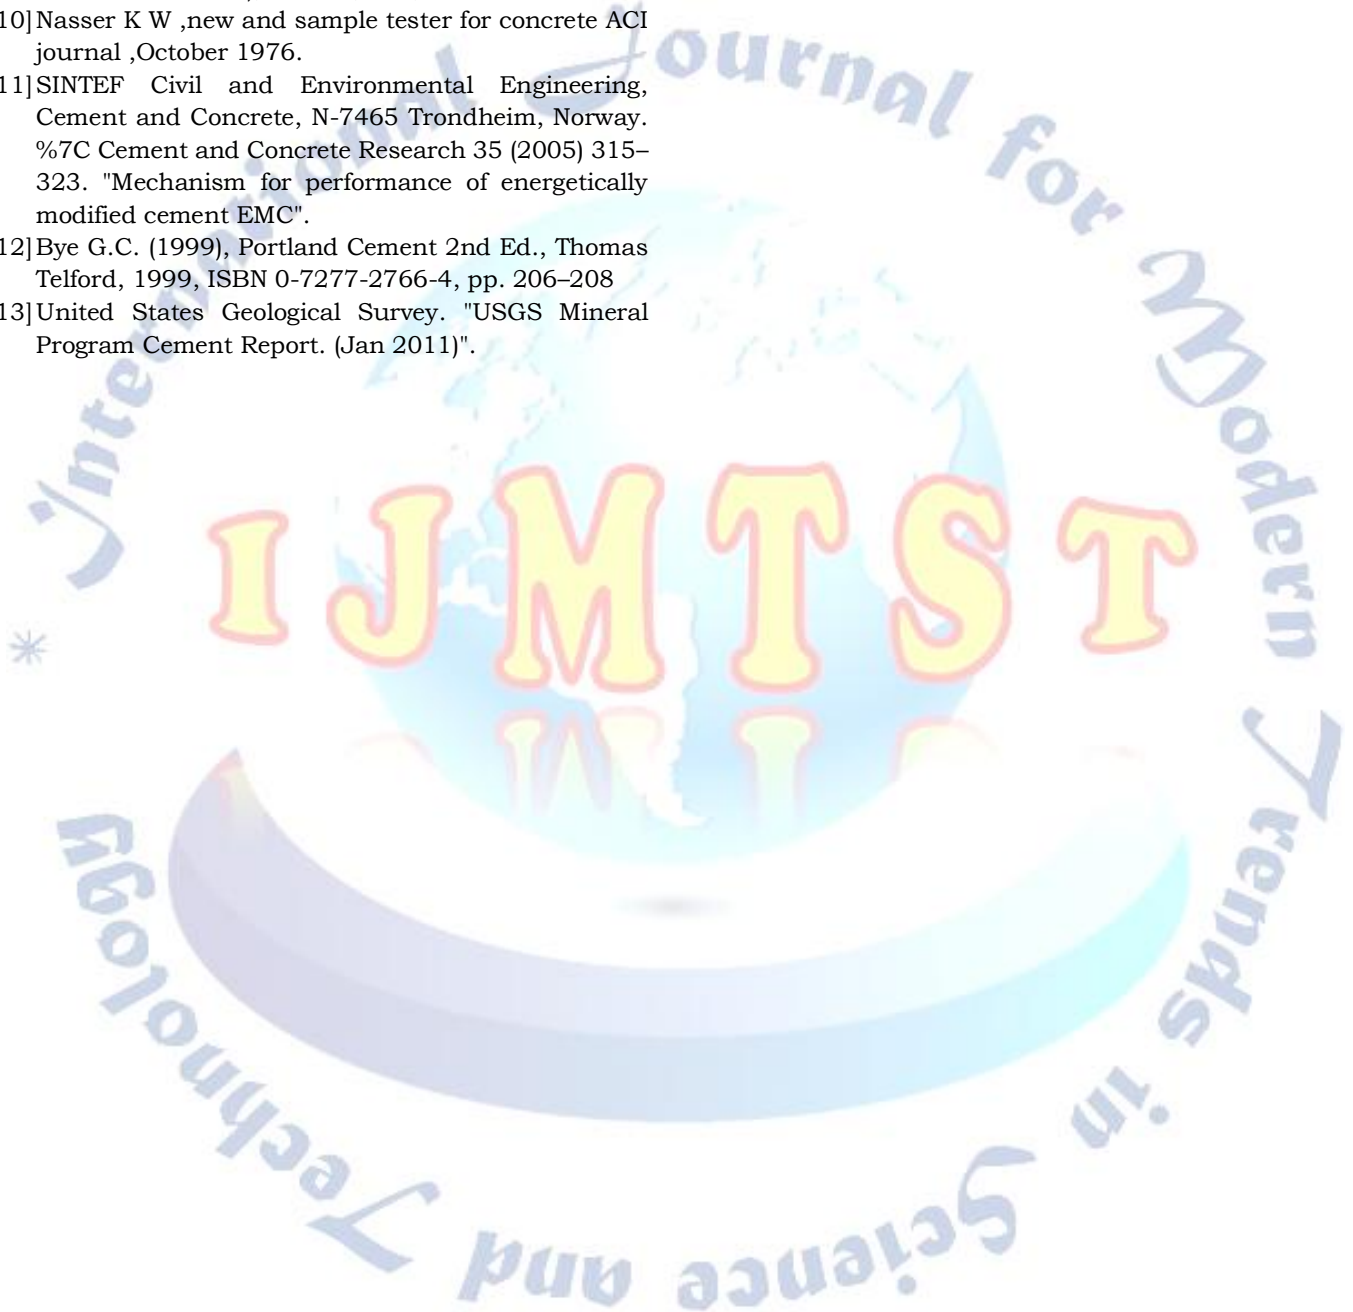 10]Nasser K W ,new and sample tester for concrete ACI
journal ,October 1976.
11]SINTEF Civil and Environmental Engineering,
Cement and Concrete, N-7465 Trondheim, Norway.
%7C Cement and Concrete Research 35 (2005) 315–
323. "Mechanism for performance of energetically
modified cement EMC".
12]Bye G.C. (1999), Portland Cement 2nd Ed., Thomas
Telford, 1999, ISBN 0-7277-2766-4, pp. 206–208
13]United States Geological Survey. "USGS Mineral
Program Cement Report. (Jan 2011)".
International Journal for Modern Trends in Science and Technology
IJMTST